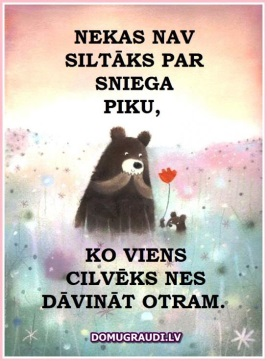 NEKAS NAV
SILTĀKS PAR
SNIEGA
PIKU,
KO VIENS
CILVĒKS NES
DĀVINĀT OTRAM.
DOMUGRAUDI.LV